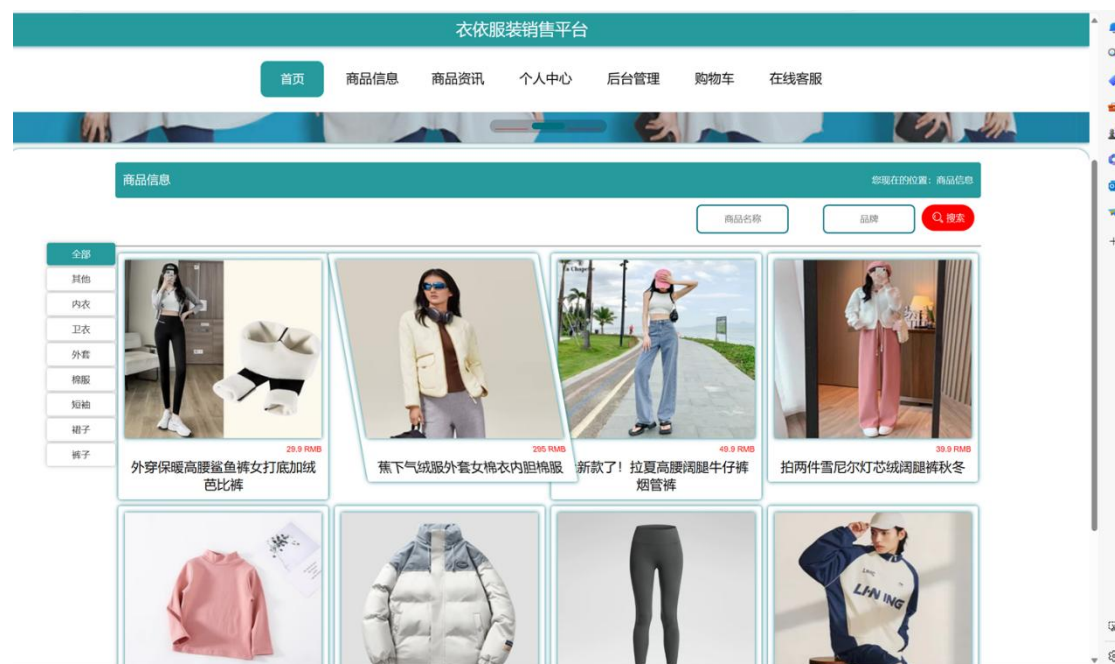 衣依服装销售平台
首页 商品信息 商品资讯 个人中心 后台管理 购物车 在线客服
商品信息 您现在的位置：商品信息
商品名称 品牌 搜索
全部
其他
内衣
卫衣
外套
棉服
短袖
裙子
裤子
29.9 RMB
外穿保暖高腰鲨鱼裤女打底加绒
芭比裤
295 RMB
蕉下气绒服外套女棉衣内胆棉服
49.9 RMB
新款了！拉夏高腰阔腿牛仔裤
烟管裤
39.9 RMB
拍两件雪尼尔灯芯绒阔腿裤秋冬
LI-NING